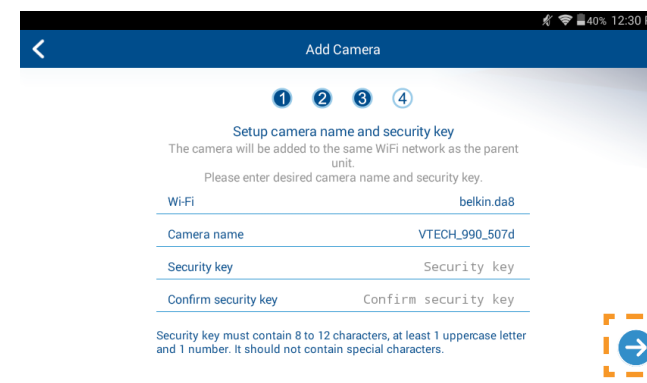 40% 12:30
Add Camera
1 2 3 4
Setup camera name and security key
The camera will be added to the same WiFi network as the parent
unit.
Please enter desired camera name and security key.
Wi-Fi belkin.da8
Camera name VTECH_990_507d
Security key Security key
Confirm security key Confirm security key
Security key must contain 8 to 12 characters, at least 1 uppercase letter
and 1 number. It should not contain special characters.